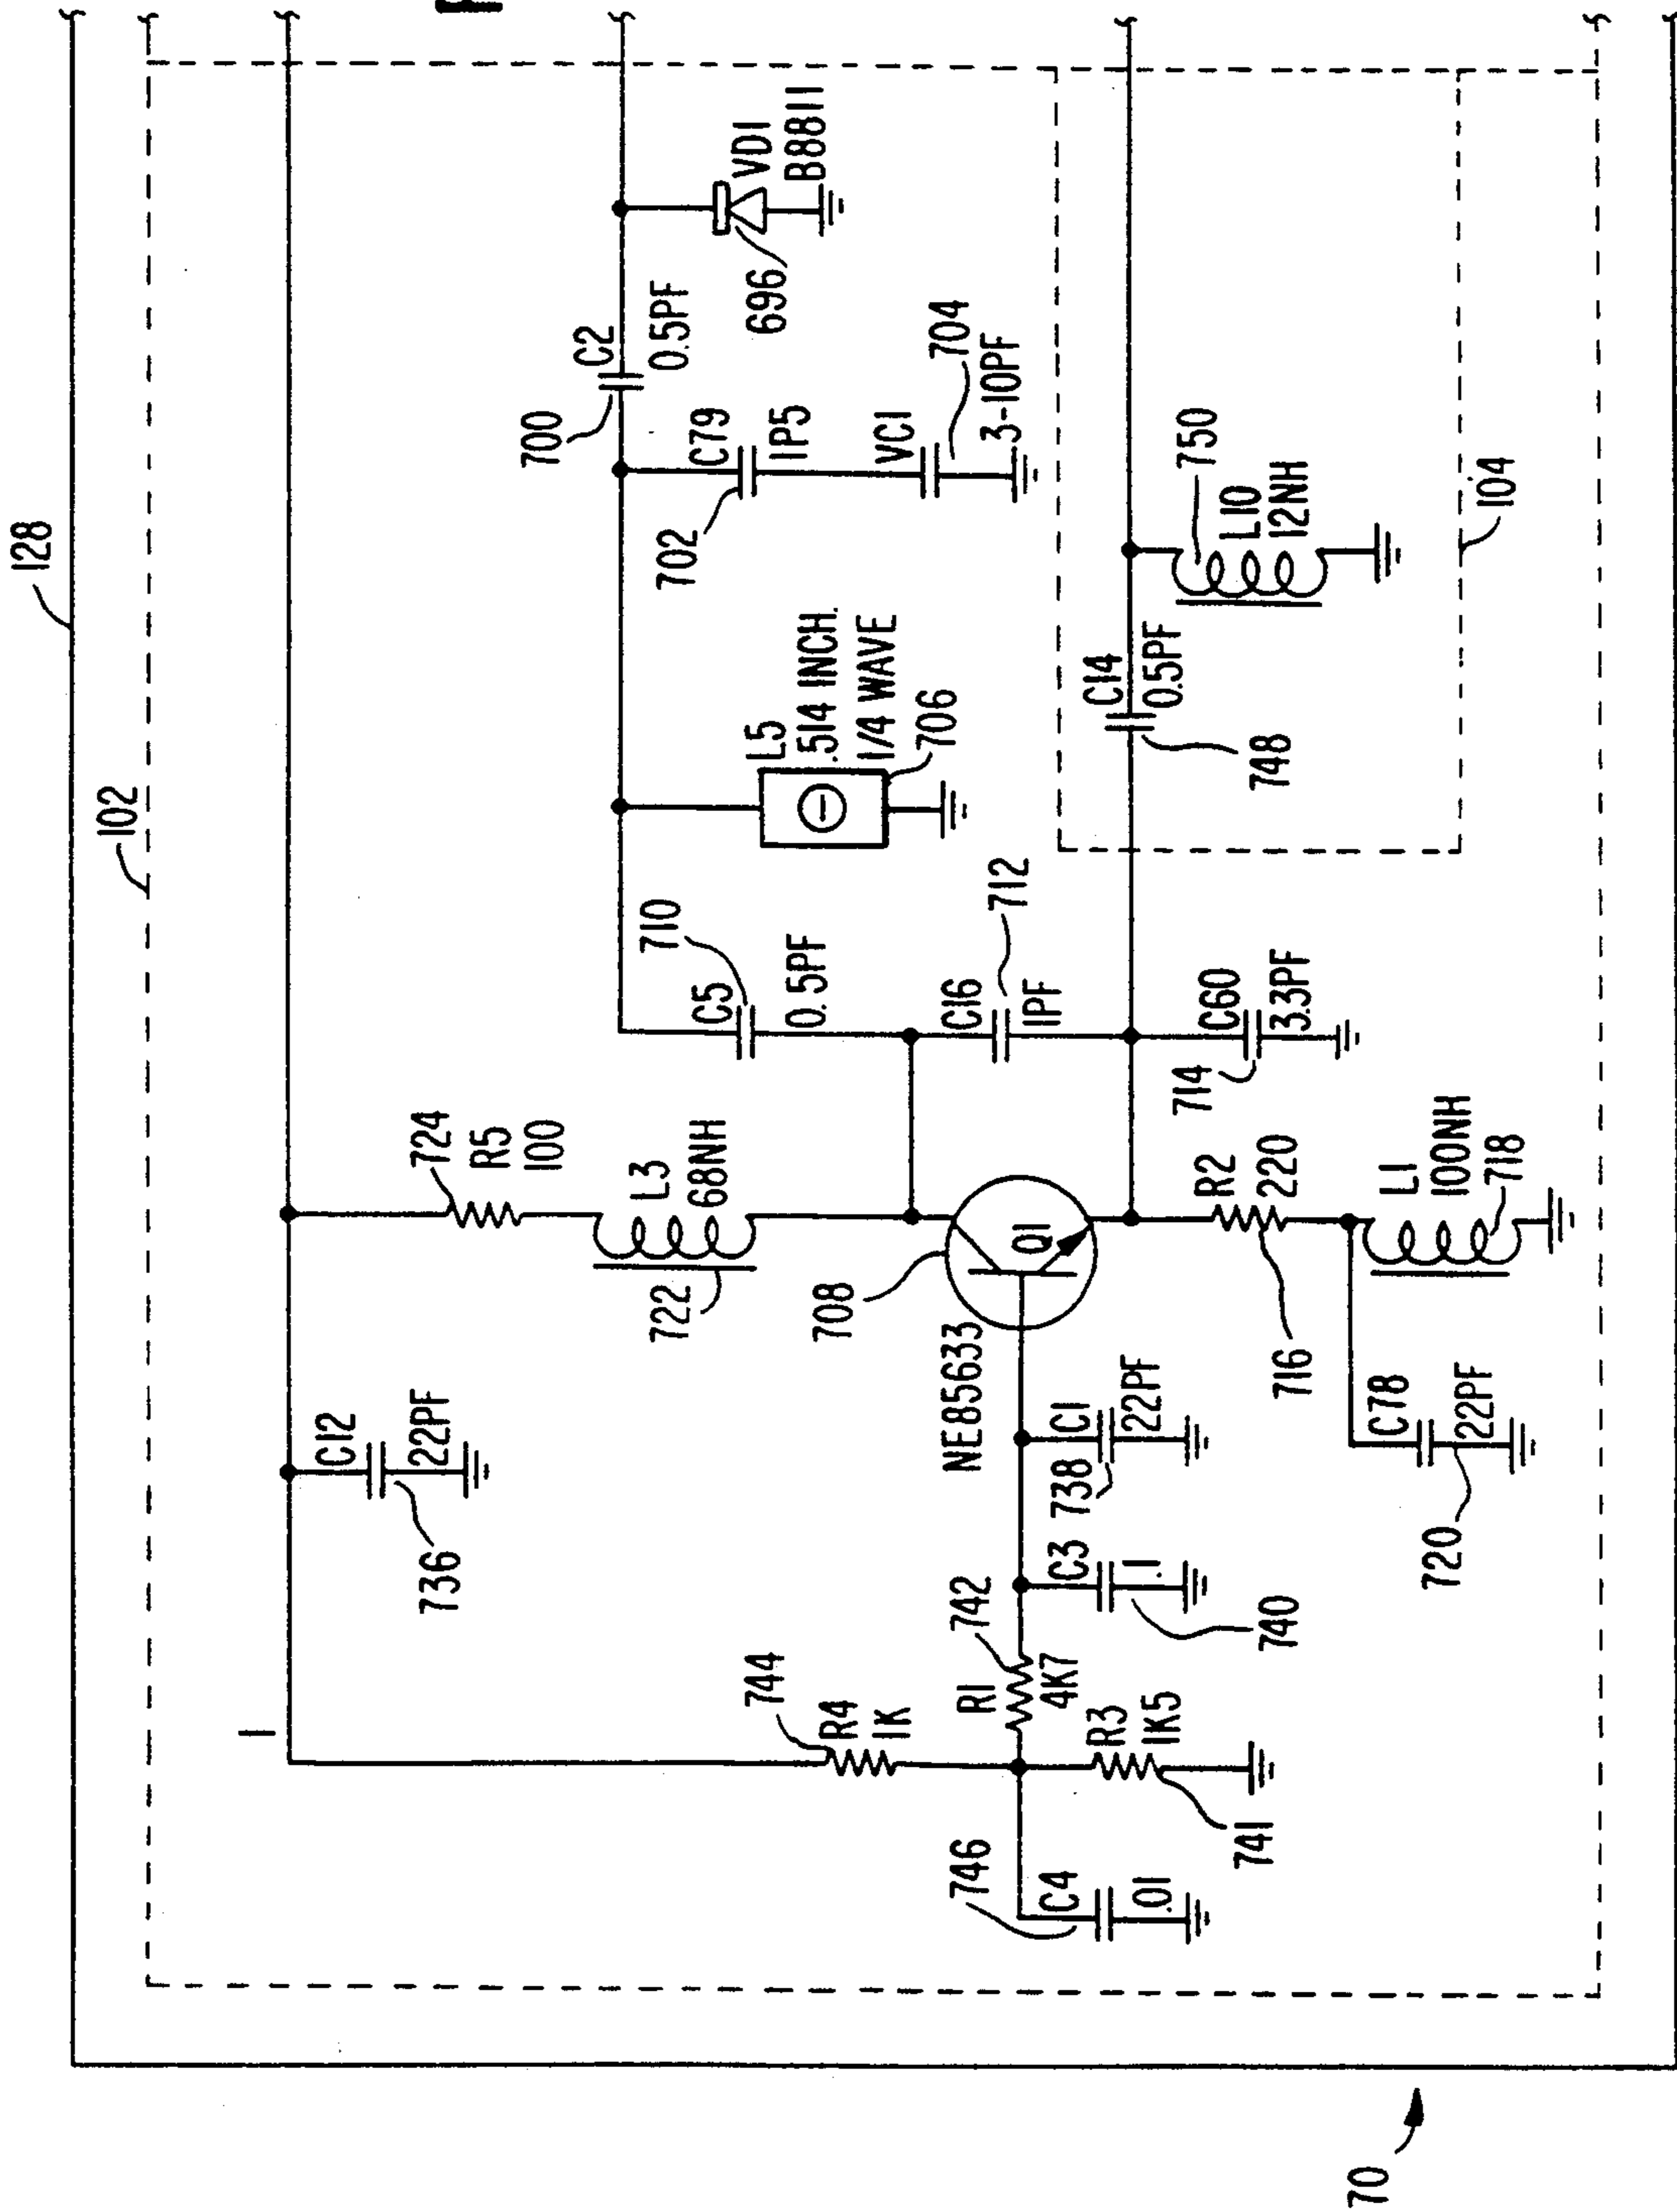 128
102
1
C12
22PF
736
724
R5
100
L3
68NH
722
744
R4
1K
746
C4
.01
R1
4K7
742
R3
1K5
741
C3
.1
740
738
C1
22PF
NE85633
708
Q1
R2
220
716
L1
100NH
718
C78
22PF
720
710
C5
0.5PF
C16
1PF
712
C60
3.3PF
714
L5
.514 INCH.
1/4 WAVE
706
700
C2
0.5PF
C79
1P5
702
VC1
704
3-10PF
VD1
B8811
696
C14
0.5PF
748
750
L10
12NH
104
70